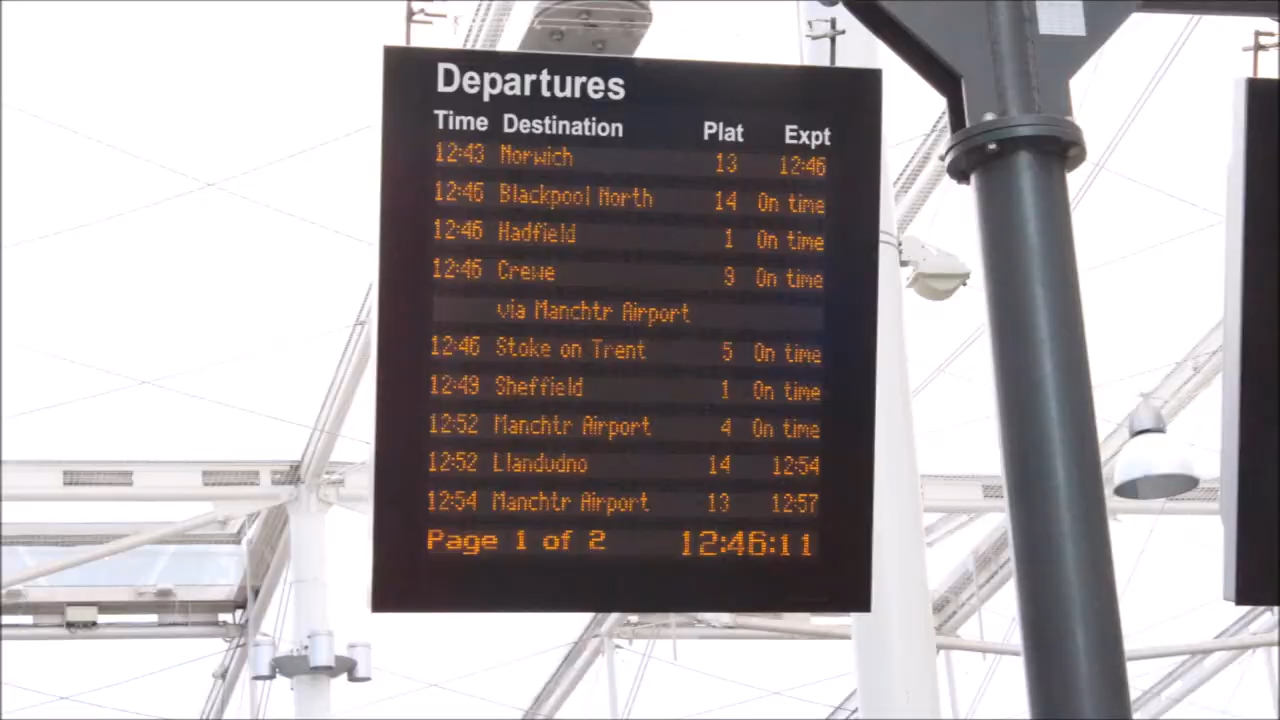 Departures
Time Destination Plat Expt
12:43 Norwich 13 12:46
12:46 Blackpool North 14 On time
12:46 Hadfield 1 On time
12:46 Crewe 9 On time
via Manchtr Airport
12:46 Stoke on Trent 5 On time
12:49 Sheffield 1 On time
12:52 Manchtr Airport 4 On time
12:52 Llandudno 14 12:54
12:54 Manchtr Airport 13 12:57
Page 1 of 2 12:46:11